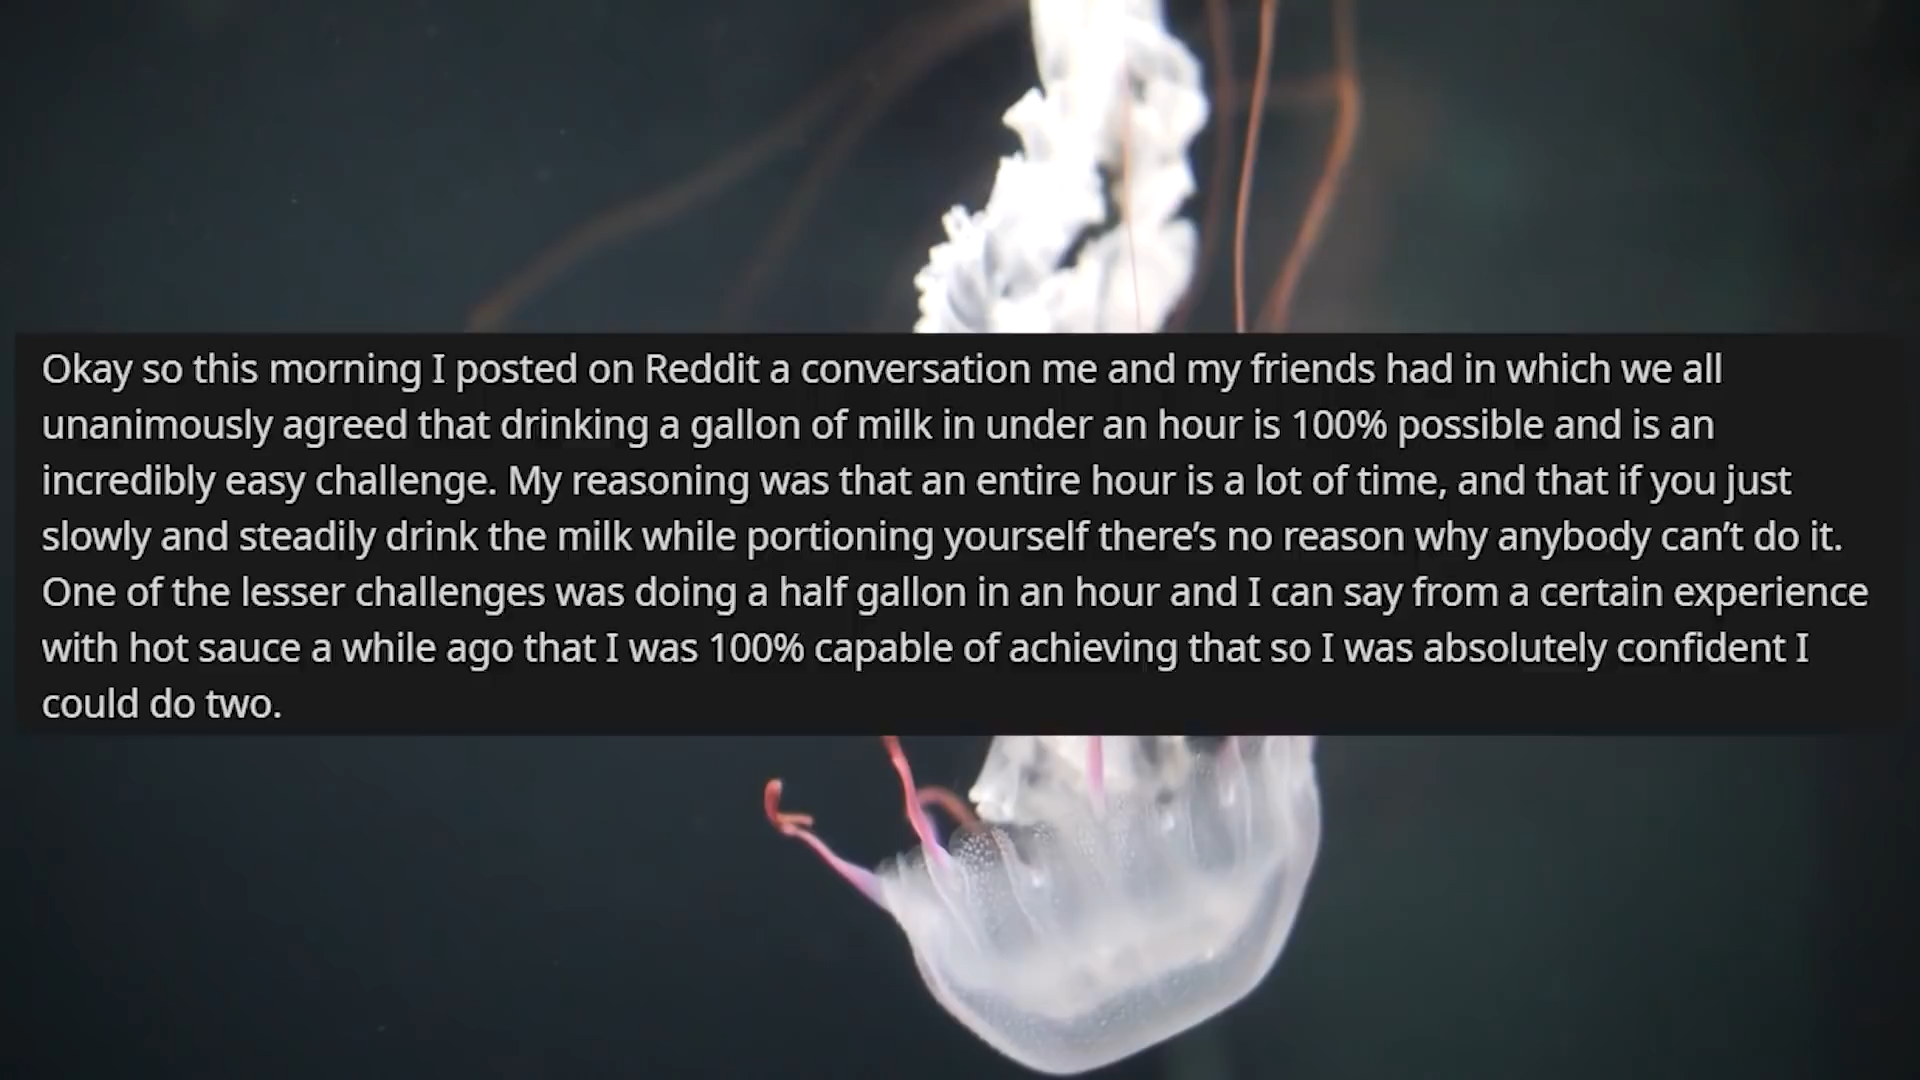 Okay so this morning I posted on Reddit a conversation me and my friends had in which we all
unanimously agreed that drinking a gallon of milk in under an hour is 100% possible and is an
incredibly easy challenge. My reasoning was that an entire hour is a lot of time, and that if you just
slowly and steadily drink the milk while portioning yourself there’s no reason why anybody can’t do it.
One of the lesser challenges was doing a half gallon in an hour and I can say from a certain experience
with hot sauce a while ago that I was 100% capable of achieving that so I was absolutely confident I
could do two.